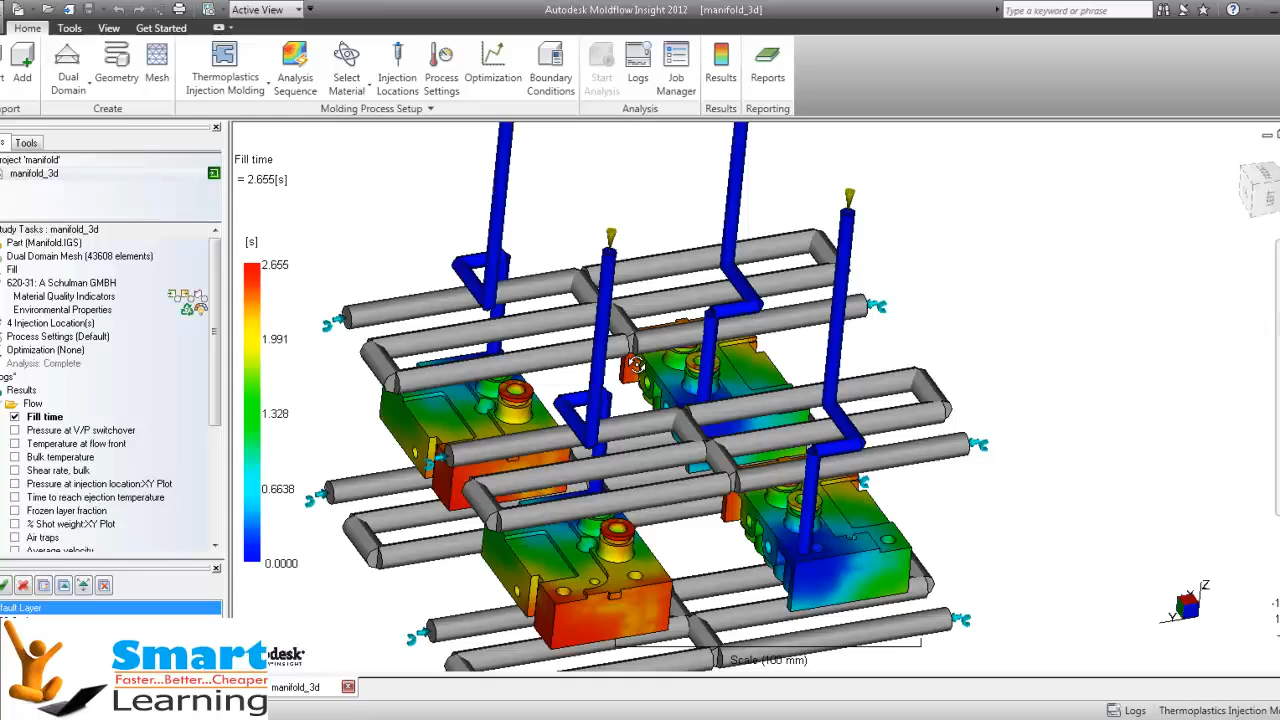 Active View
Autodesk Moldflow Insight 2012 [manifold_3d]
Type a keyword or phrase
Home
Tools
View
Get Started
Add
Dual
Domain
Geometry
Mesh
Thermoplastics
Injection Molding
Analysis
Sequence
Select
Material
Injection
Locations
Process
Settings
Optimization
Boundary
Conditions
Start
Analysis
Logs
Job
Manager
Results
Reports
port
Create
Molding Process Setup
Analysis
Results
Reporting
Tools
roject 'manifold'
manifold_3d
tudy Tasks : manifold_3d
Part (Manifold.IGS)
Dual Domain Mesh (43608 elements)
Fill
620-31: A Schulman GMBH
Material Quality Indicators
Environmental Properties
4 Injection Location(s)
Process Settings (Default)
Optimization (None)
Analysis: Complete
ogs*
Results
Flow
Fill time
Pressure at V/P switchover
Temperature at flow front
Bulk temperature
Shear rate, bulk
Pressure at injection location:XY Plot
Time to reach ejection temperature
Frozen layer fraction
% Shot weight:XY Plot
Air traps
Average velocity
efault Layer
Fill time
= 2.655[s]
[s]
2.655
1.991
1.328
0.6638
0.0000
Z
Y
X
Scale (100 mm)
Smart
Faster...Better...Cheaper
Learning
odesk
INSIGHT
manifold_3d
Logs
Thermoplastics Injection M